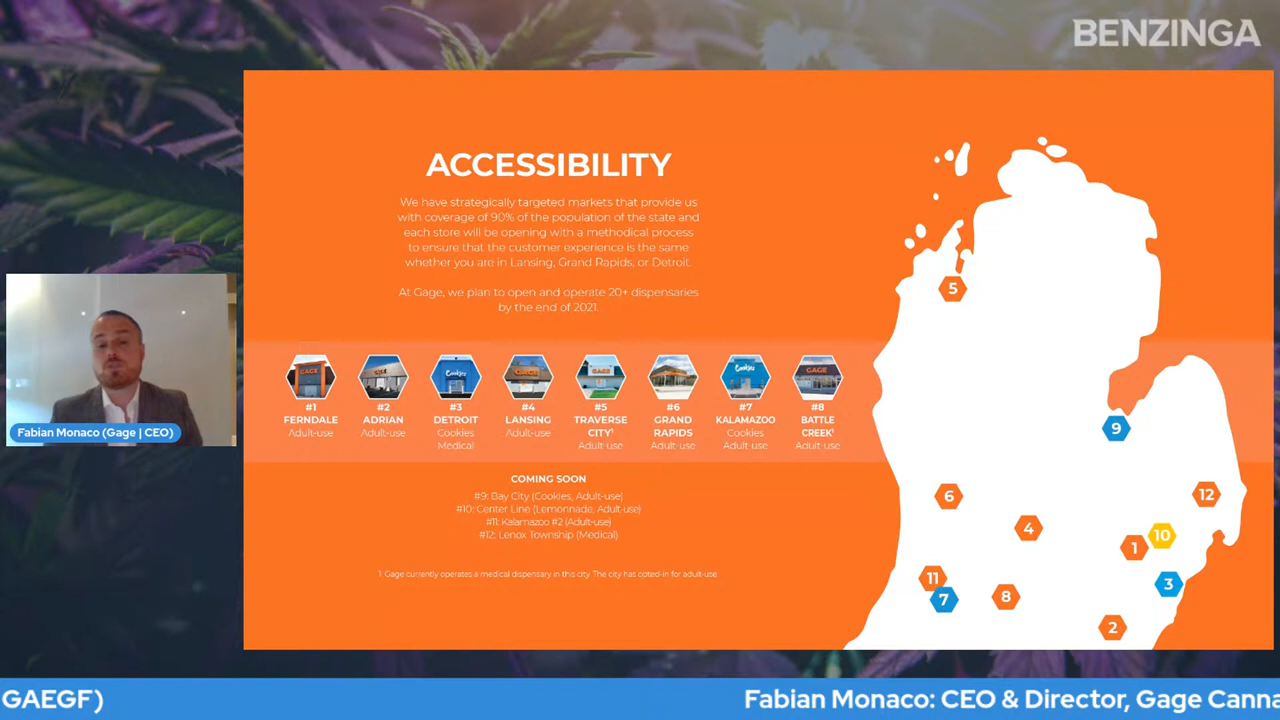 BENZINGA
ACCESSIBILITY
We have strategically targeted markets that provide us
with coverage of 90% of the population of the state and
each store will be opening with a methodical process
to ensure that the customer experience is the same
whether you are in Lansing, Grand Rapids, or Detroit.
At Gage, we plan to open and operate 20+ dispensaries
by the end of 2021.
GAGE
GAGE
Cookies
GAGE
GAGE
Cookies
GAGE
#1
FERNDALE
Adult-use
#2
ADRIAN
Adult-use
#3
DETROIT
Cookies
Medical
#4
LANSING
Adult-use
#5
TRAVERSE
CITY¹
Adult-use
#6
GRAND
RAPIDS
Adult-use
#7
KALAMAZOO
Cookies
Adult-use
#8
BATTLE
CREEK¹
Adult-use
COMING SOON
#9: Bay City (Cookies, Adult-use)
#10: Center Line (Lemonnade, Adult-use)
#11: Kalamazoo #2 (Adult-use)
#12: Lenox Township (Medical)
1. Gage currently operates a medical dispensary in this city. The city has opted-in for adult-use.
5
9
6
12
4
10
1
11
3
7
8
2
Fabian Monaco (Gage | CEO)
GAEGF) Fabian Monaco: CEO & Director, Gage Canna